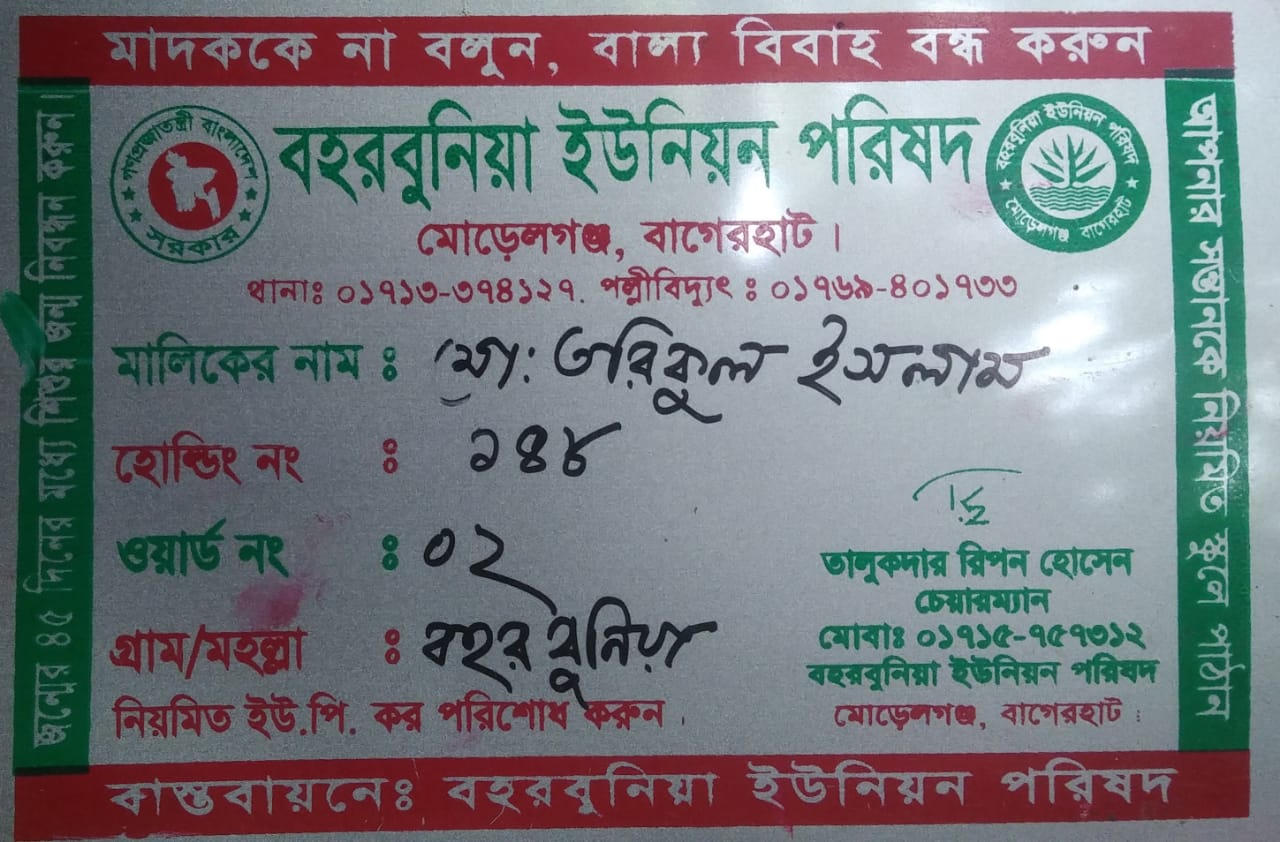 মাদককে না বলুন, বাল্য বিবাহ বন্ধ করুন
জন্মের ৪৫ দিনের মধ্যে শিশুর জন্ম নিবন্ধন করুন।
গণপ্রজাতন্ত্রী বাংলাদেশ
সরকার
বহরবুনিয়া ইউনিয়ন পরিষদ
বহরবুনিয়া ইউনিয়ন পরিষদ
মোড়েলগঞ্জ, বাগেরহাট
মোড়েলগঞ্জ, বাগেরহাট।
থানাঃ ০১৭১৩-৩৭৪১২৭. পল্লীবিদ্যুৎ : ০১৭৬৯-৪০১৭৩৩
মালিকের নাম : মো: তরিকুল ইসলাম
হোল্ডিং নং : ১৪৪
ওয়ার্ড নং : ০২
গ্রাম/মহল্লা : বহরবুনিয়া
নিয়মিত ইউ.পি. কর পরিশোধ করুন।
তালুকদার রিপন হোসেন
চেয়ারম্যান
মোবাঃ ০১৭১৫-৭৫৭৩১২
বহরবুনিয়া ইউনিয়ন পরিষদ
মোড়েলগঞ্জ, বাগেরহাট।
আপনার সন্তানকে নিয়মিত স্কুলে পাঠান
বাস্তবায়নেঃ বহরবুনিয়া ইউনিয়ন পরিষদ